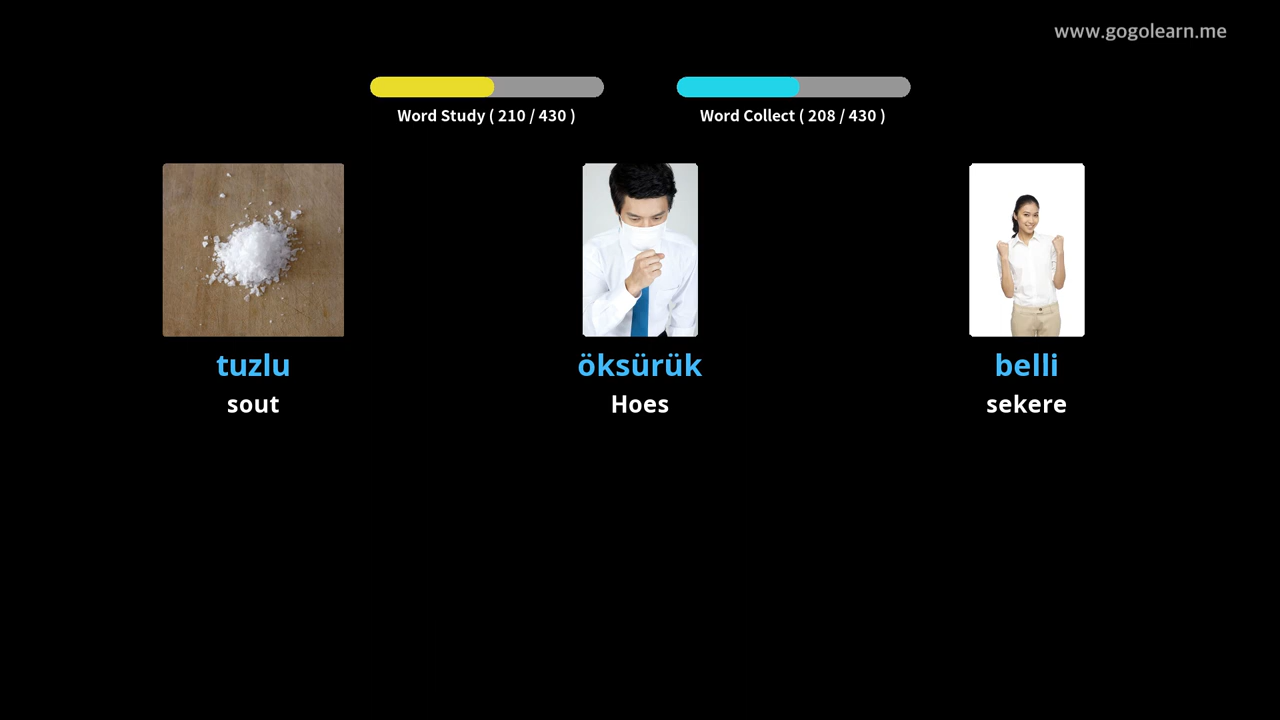 www.gogolearn.me
Word Study ( 210 / 430 )
Word Collect ( 208 / 430 )
tuzlu
sout
öksürük
Hoes
belli
sekere